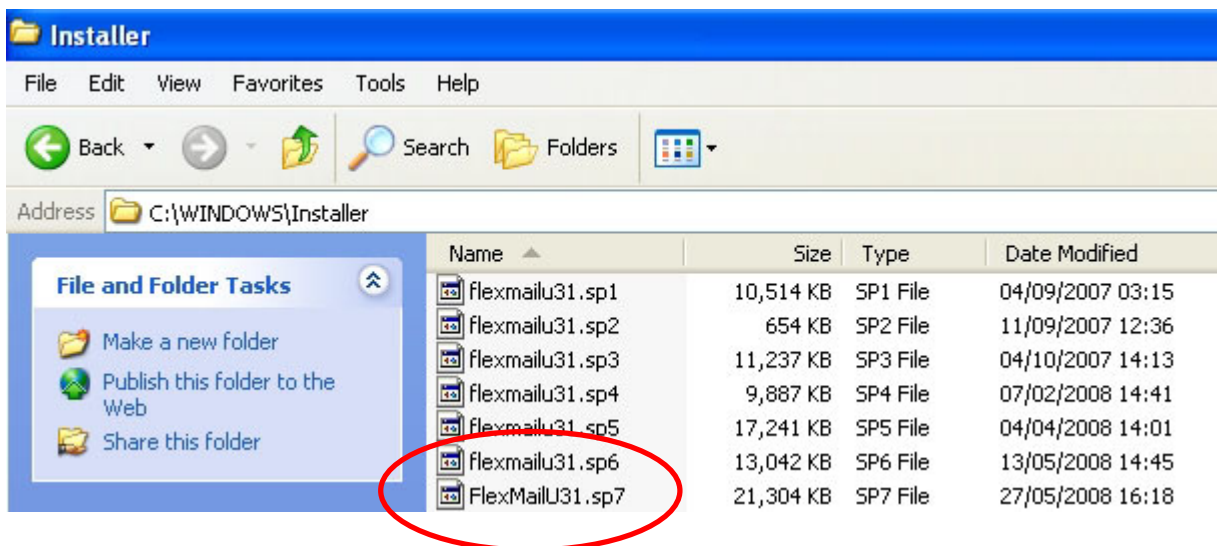 Installer
File Edit View Favorites Tools Help
Back Search Folders
Address C:\WINDOWS\Installer
File and Folder Tasks
Make a new folder
Publish this folder to the
Web
Share this folder
Name Size Type Date Modified
flexmailu31.sp1 10,514 KB SP1 File 04/09/2007 03:15
flexmailu31.sp2 654 KB SP2 File 11/09/2007 12:36
flexmailu31.sp3 11,237 KB SP3 File 04/10/2007 14:13
flexmailu31.sp4 9,887 KB SP4 File 07/02/2008 14:41
flexmailu31.sp5 17,241 KB SP5 File 04/04/2008 14:01
flexmailu31.sp6 13,042 KB SP6 File 13/05/2008 14:45
FlexMailU31.sp7 21,304 KB SP7 File 27/05/2008 16:18